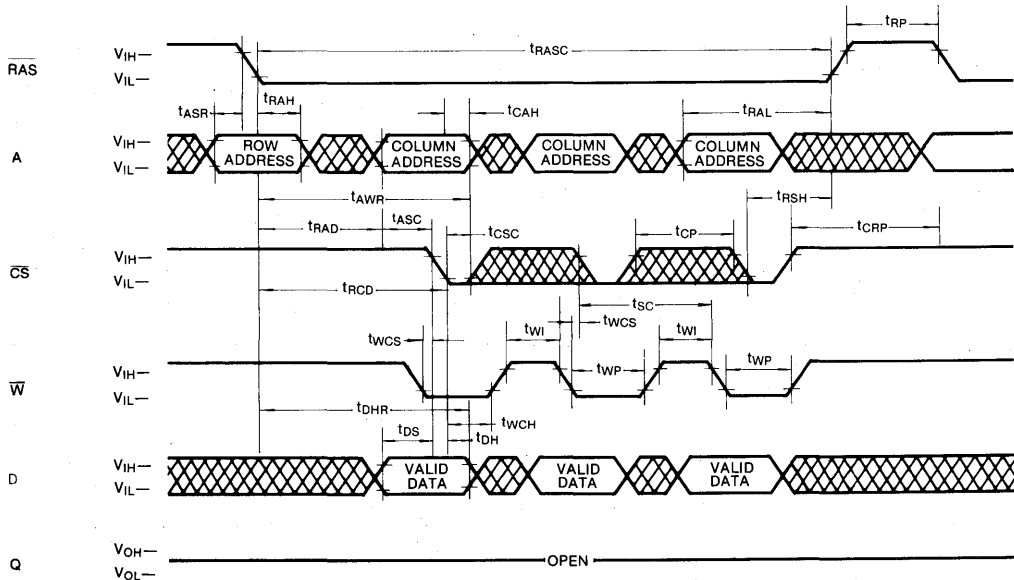 RAS
VIH—
VIL—
tRASC
tRP
tASR
tRAH
tCAH
tRAL
A
VIH—
VIL—
ROW ADDRESS
COLUMN ADDRESS
COLUMN ADDRESS
COLUMN ADDRESS
tAWR
tRSH
tRAD
tASC
tCSC
tCP
tCRP
CS
VIH—
VIL—
tRCD
tSC
tWCS
tWI
tWCS
tWI
W
VIH—
VIL—
tWP
tWP
tDHR
tWCH
tDS
tDH
D
VIH—
VIL—
VALID DATA
VALID DATA
VALID DATA
Q
VOH—
VOL—
OPEN